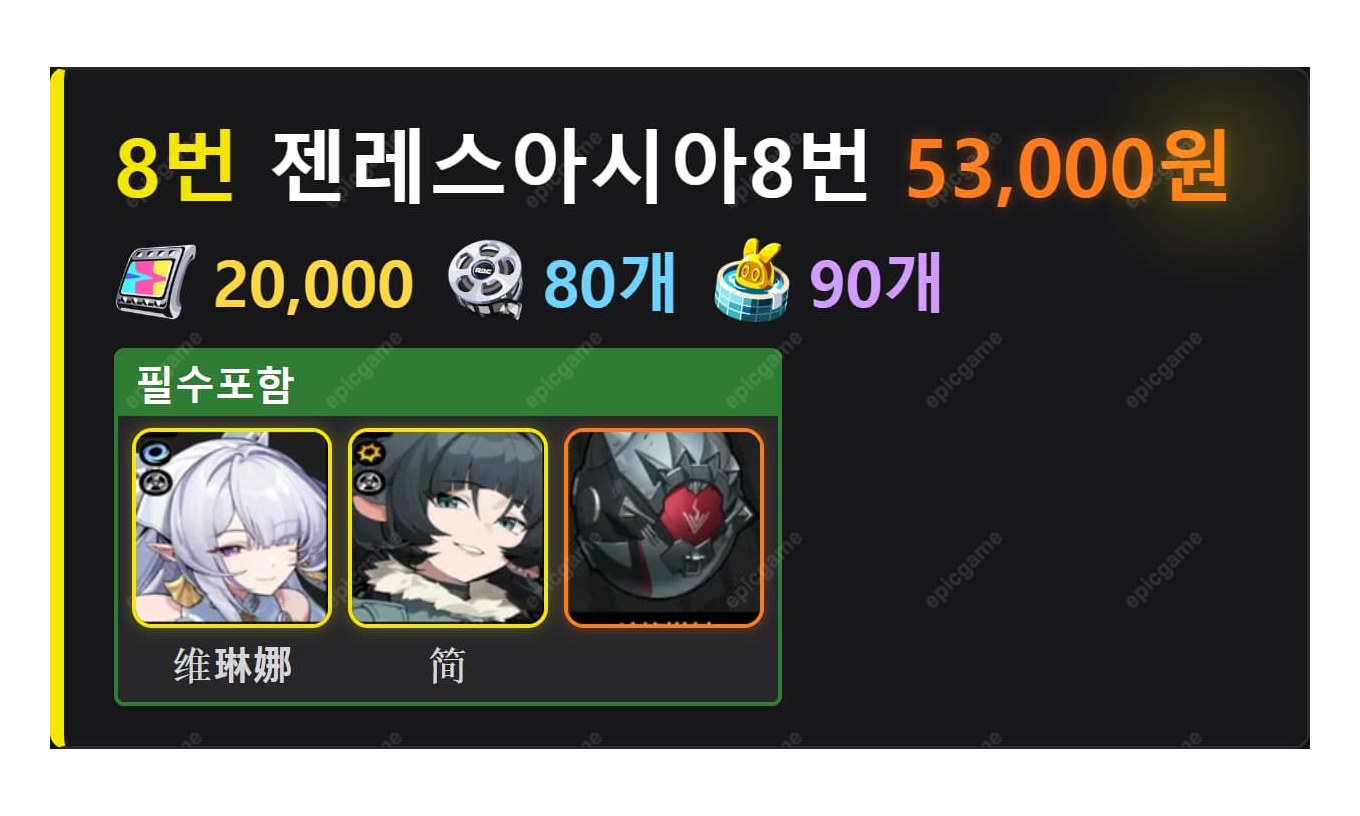 8번 젠레스아시아8번 53,000원
20,000 80개 90개
필수포함
维琳娜 简
epicgame